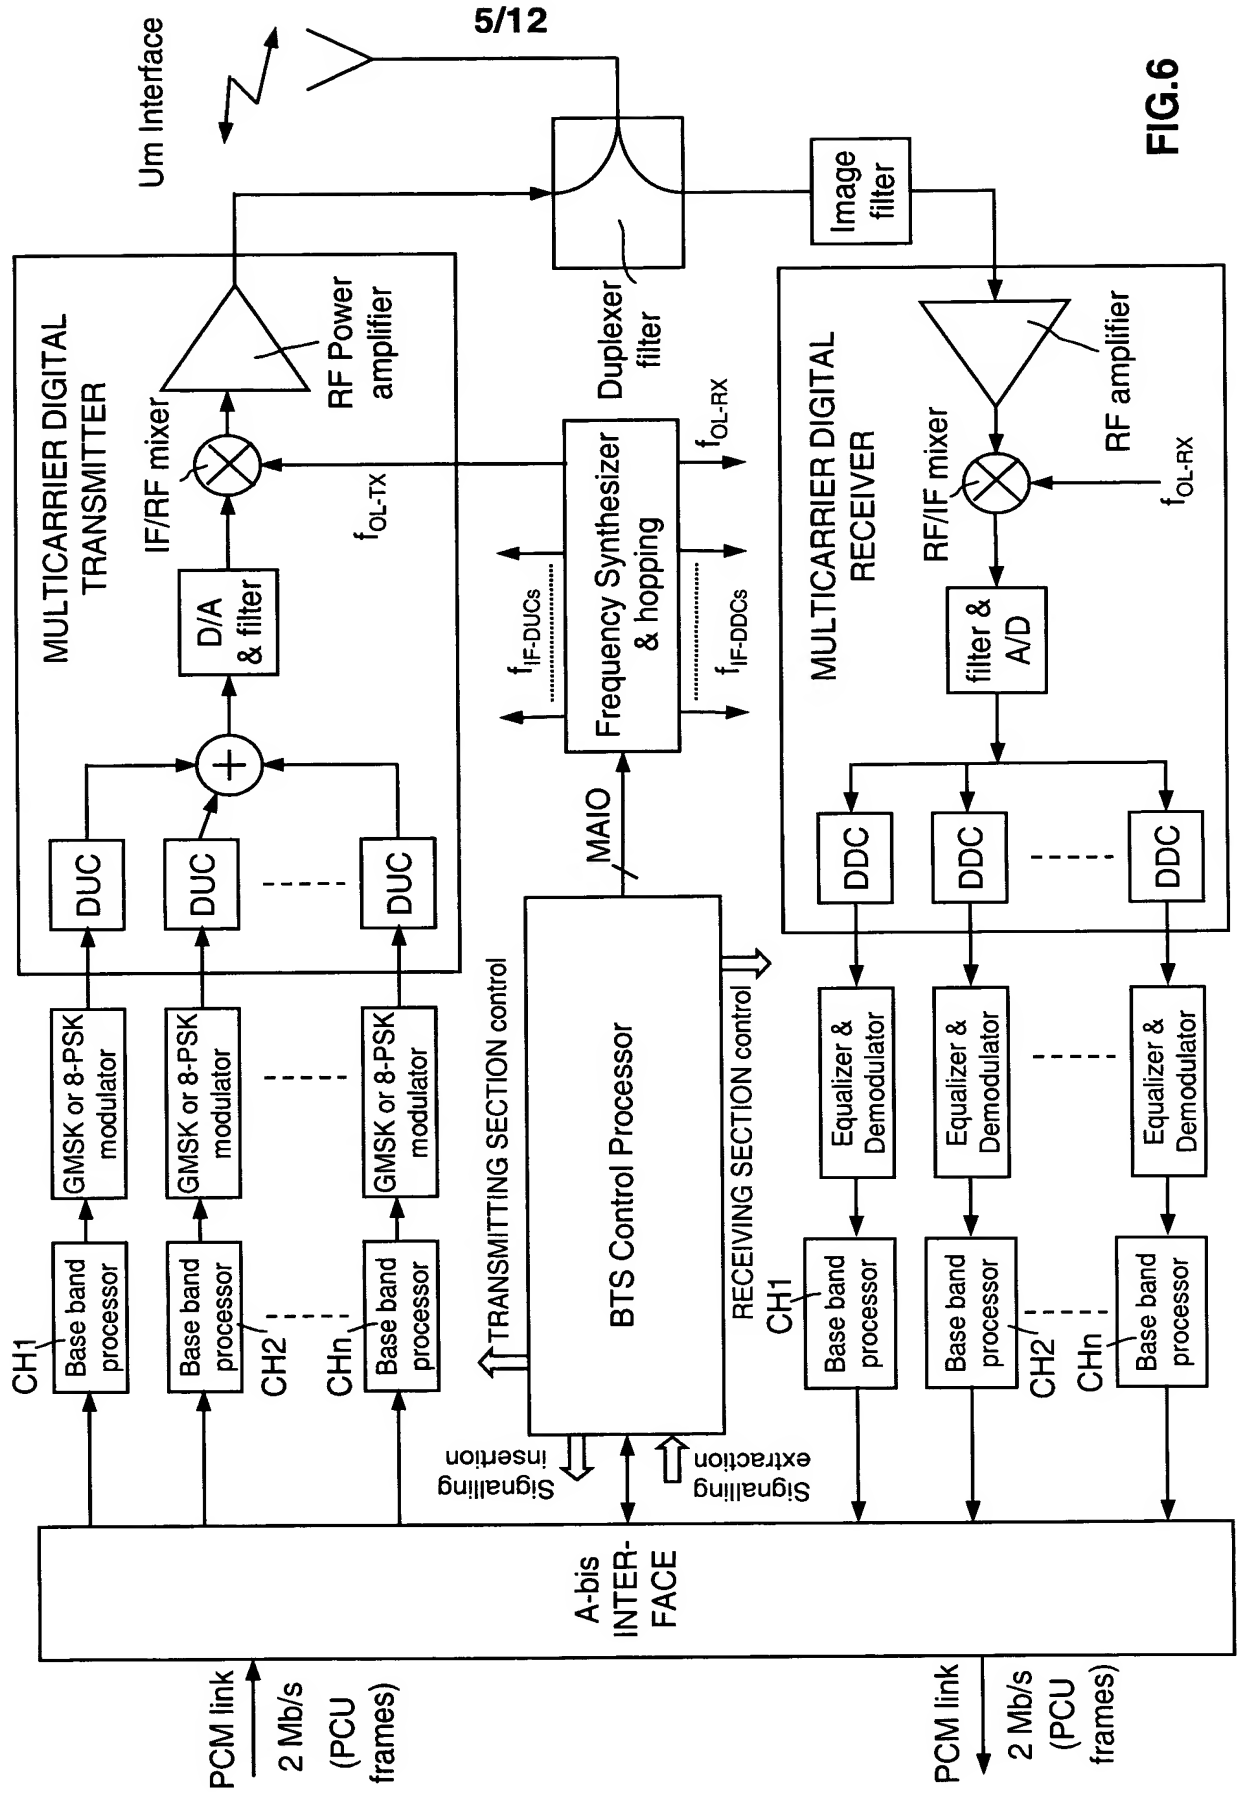 5/12
Um Interface
MULTICARRIER DIGITAL
TRANSMITTER
DUC
DUC
DUC
D/A
& filter
IF/RF mixer
RF Power
amplifier
fOL-TX
GMSK or 8-PSK
modulator
GMSK or 8-PSK
modulator
GMSK or 8-PSK
modulator
CH1
Base band
processor
Base band
processor
CH2
CHn
Base band
processor
PCM link
2 Mb/s
(PCU
frames)
A-bis
INTER-
FACE
Signalling
insertion
Signalling
extraction
TRANSMITTING SECTION control
BTS Control Processor
RECEIVING SECTION control
MAIO
fIF-DUCs
Frequency Synthesizer
& hopping
fIF-DDCs
fOL-RX
Duplexer
filter
Image
filter
MULTICARRIER DIGITAL
RECEIVER
RF amplifier
RF/IF mixer
fOL-RX
filter &
A/D
DDC
DDC
DDC
Equalizer &
Demodulator
Equalizer &
Demodulator
Equalizer &
Demodulator
CH1
Base band
processor
Base band
processor
CH2
CHn
Base band
processor
PCM link
2 Mb/s
(PCU
frames)
FIG.6